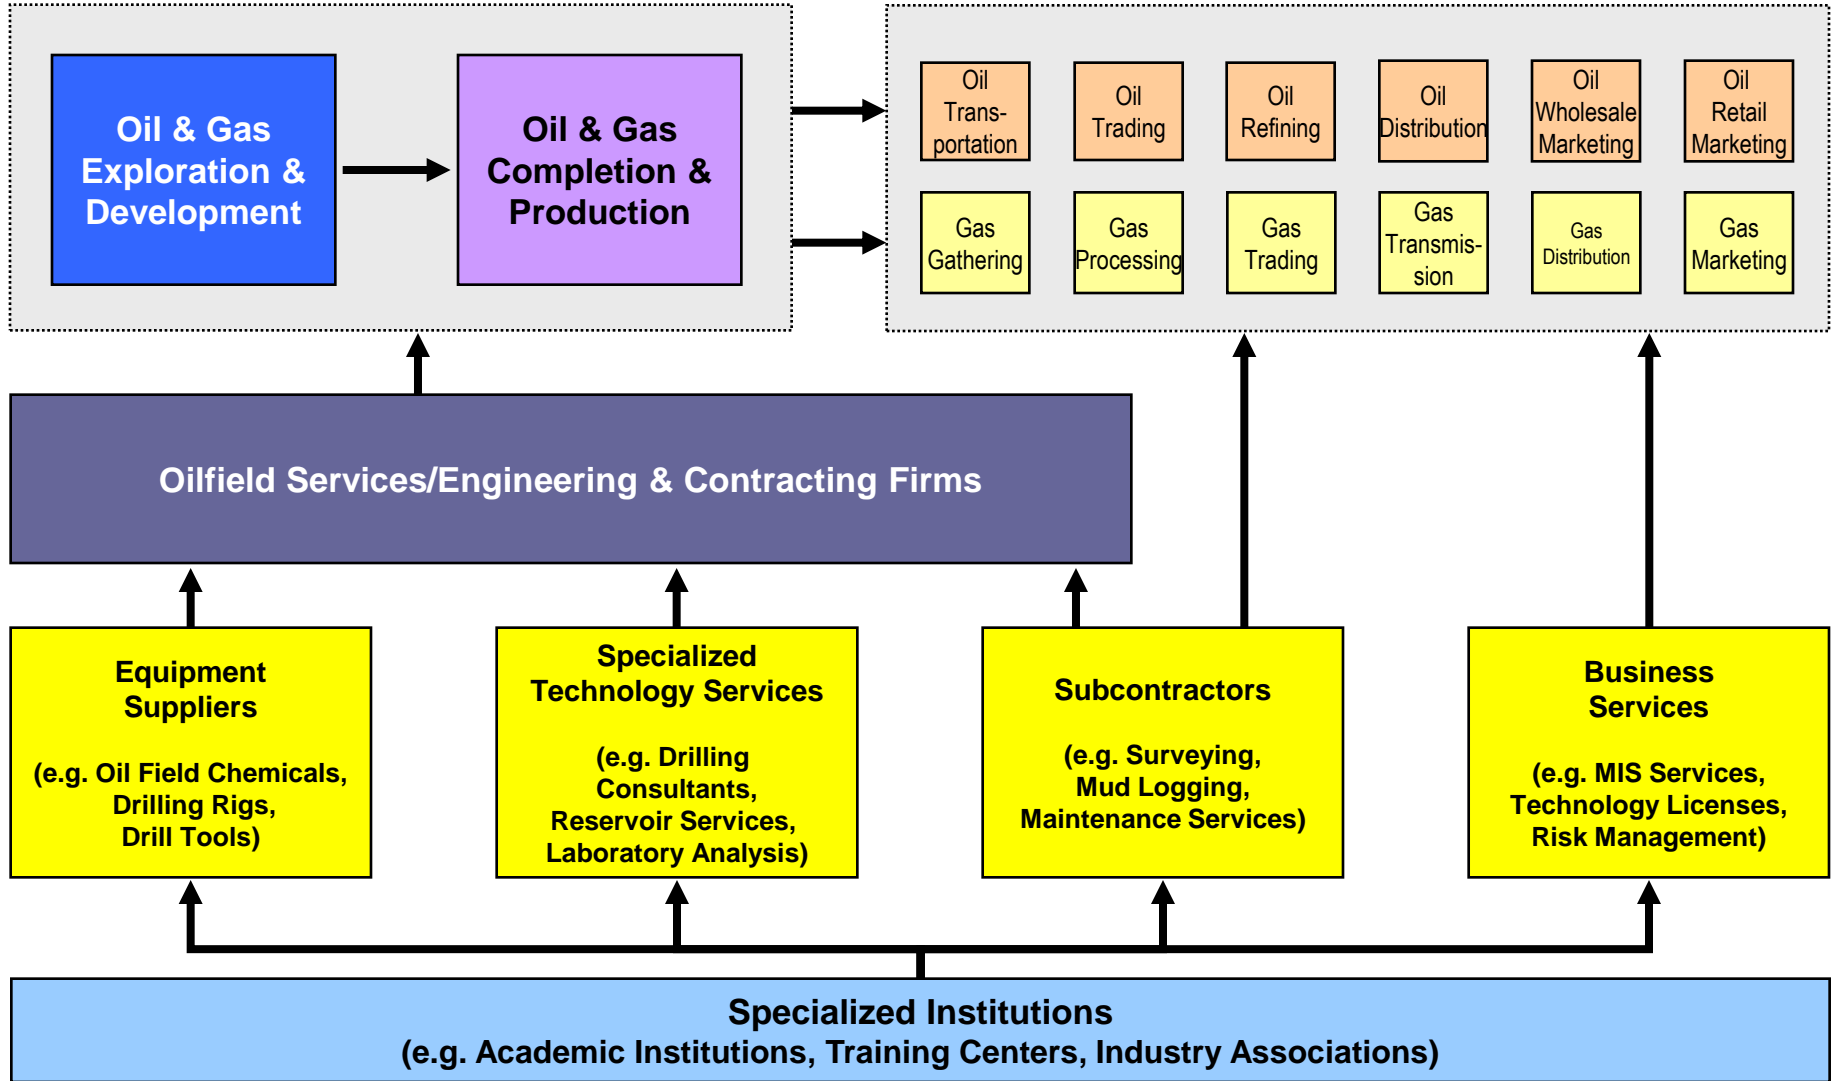 Oil & Gas
Exploration &
Development
Oil & Gas
Completion &
Production
Oil
Trans-
portation
Oil
Trading
Oil
Refining
Oil
Distribution
Oil
Wholesale
Marketing
Oil
Retail
Marketing
Gas
Gathering
Gas
Processing
Gas
Trading
Gas
Transmis-
sion
Gas
Distribution
Gas
Marketing
Oilfield Services/Engineering & Contracting Firms
Equipment
Suppliers
(e.g. Oil Field Chemicals,
Drilling Rigs,
Drill Tools)
Specialized
Technology Services
(e.g. Drilling
Consultants,
Reservoir Services,
Laboratory Analysis)
Subcontractors
(e.g. Surveying,
Mud Logging,
Maintenance Services)
Business
Services
(e.g. MIS Services,
Technology Licenses,
Risk Management)
Specialized Institutions
(e.g. Academic Institutions, Training Centers, Industry Associations)